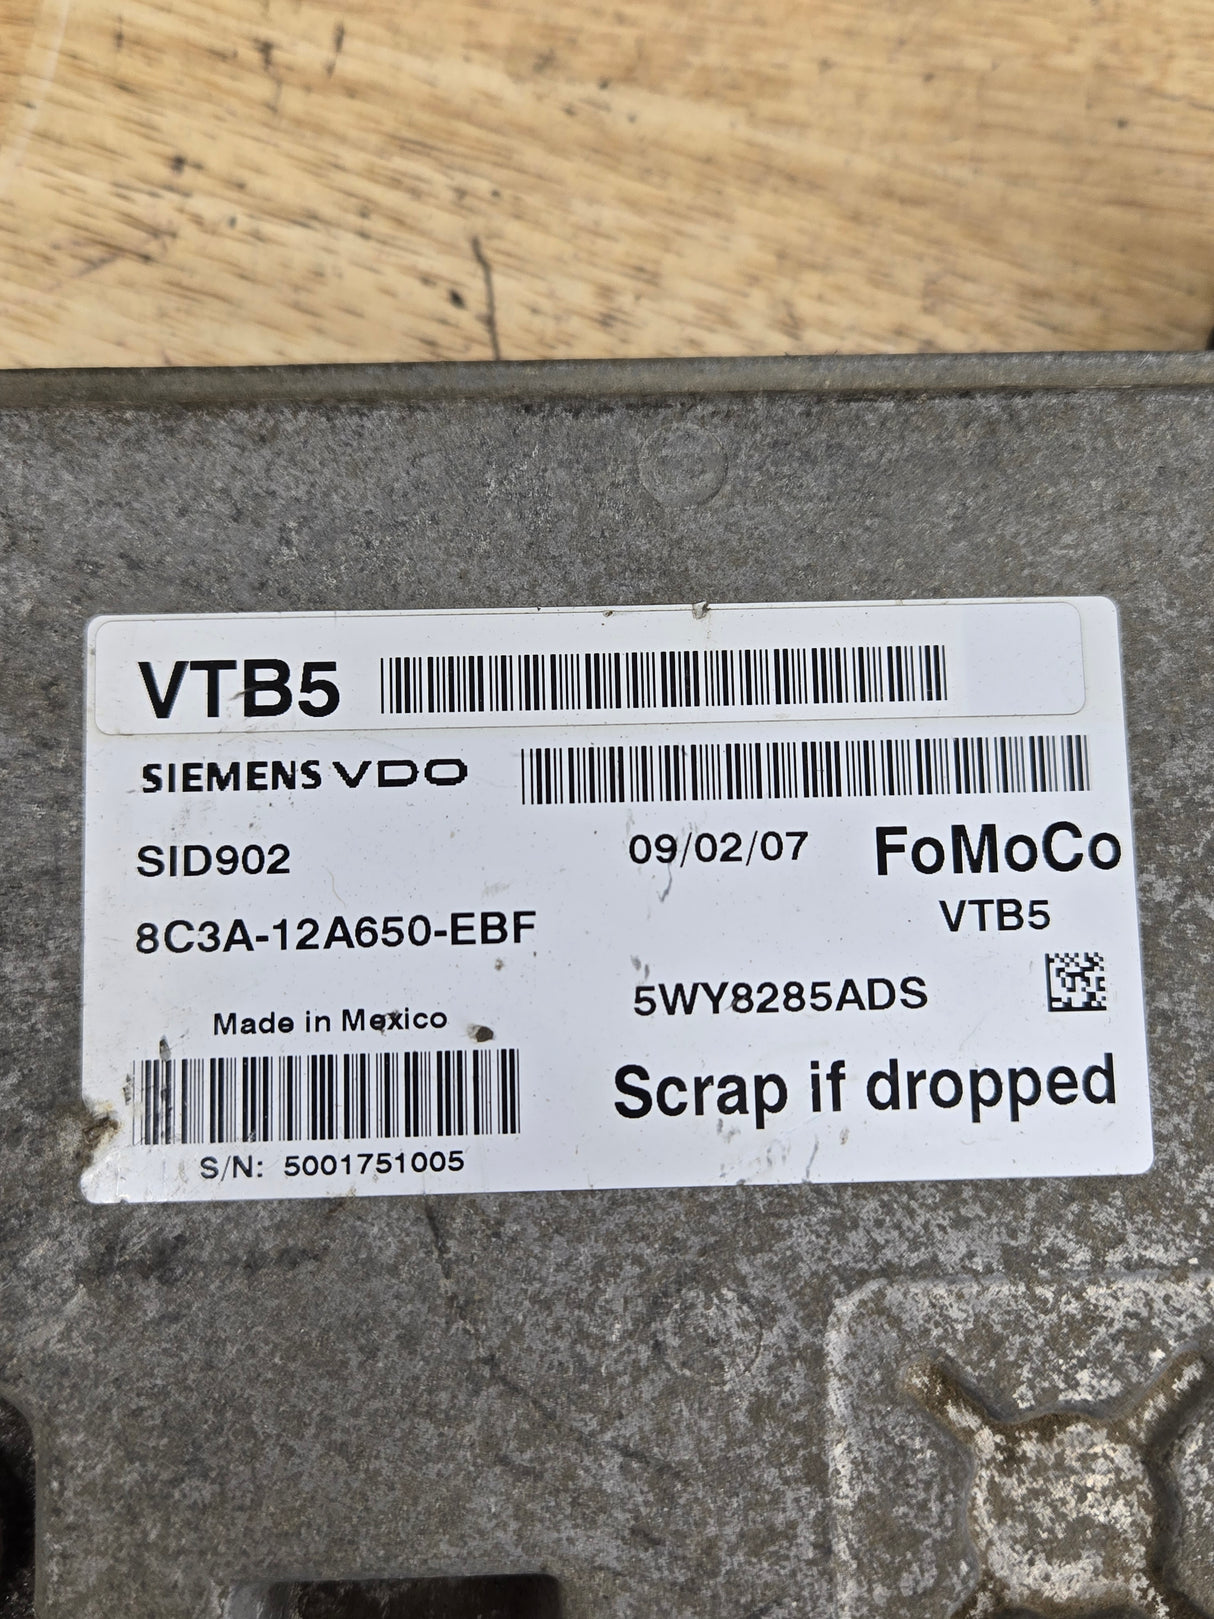 VTB5
SIEMENS VDO
SID902
09/02/07
FoMoCo
8C3A-12A650-EBF
VTB5
5WY8285ADS
Made in Mexico
Scrap if dropped
S/N: 5001751005